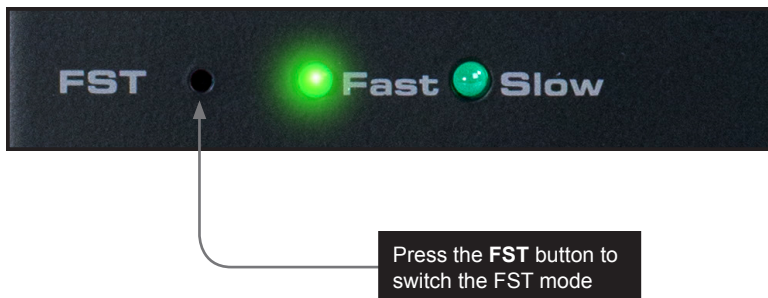 FST Fast Slow
Press the FST button to
switch the FST mode